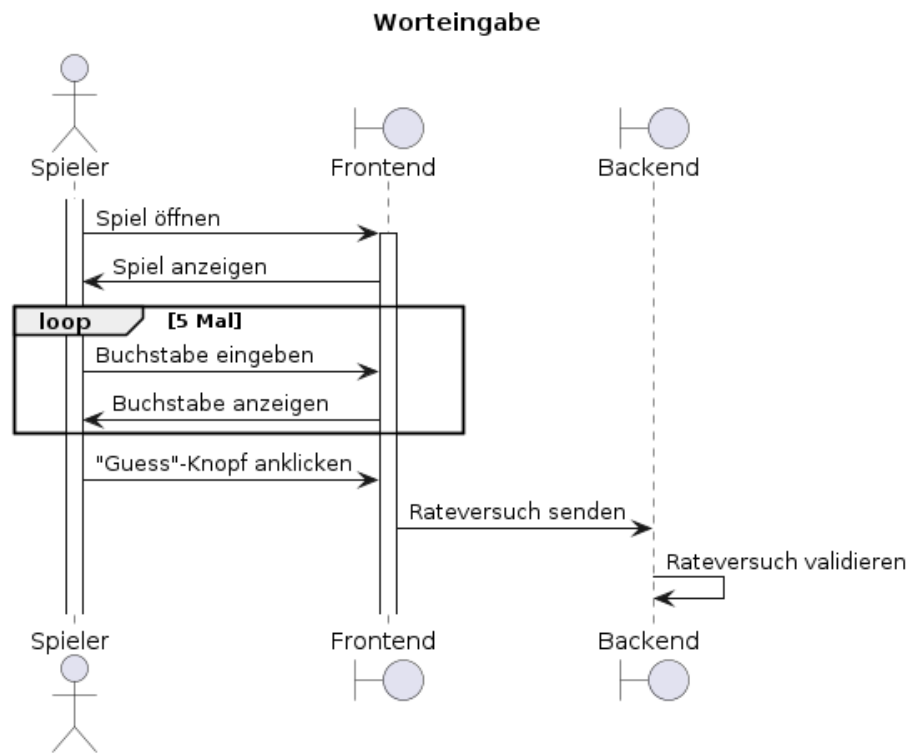 Worteingabe
Spieler
Frontend
Backend
Spiel öffnen
Spiel anzeigen
loop [5 Mal]
Buchstabe eingeben
Buchstabe anzeigen
"Guess"-Knopf anklicken
Rateversuch senden
Rateversuch validieren
Spieler
Frontend
Backend